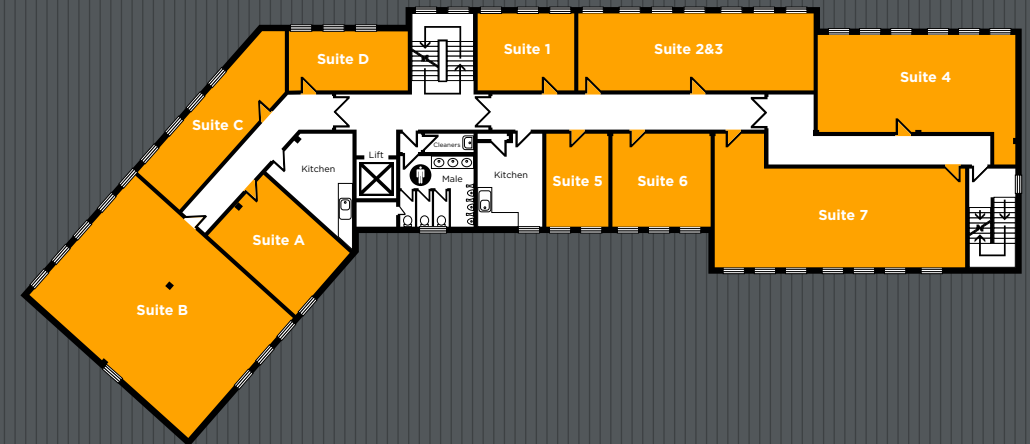 Suite 1
Suite 2&3
Suite D
Suite 4
Suite C
Cleaners
Lift
Kitchen
Male
Kitchen
Suite 5
Suite 6
Suite 7
Suite A
Suite B